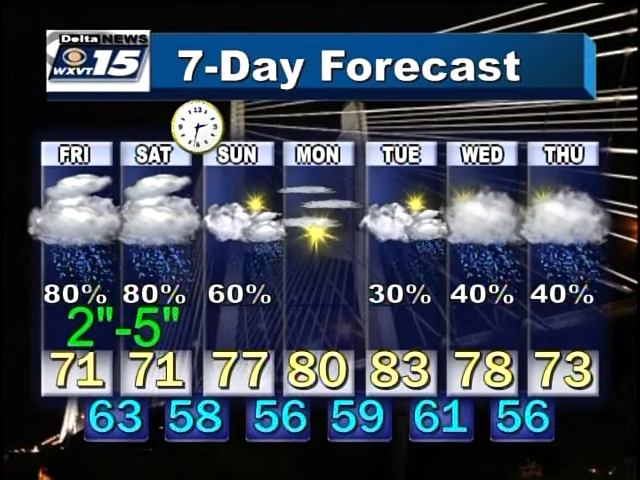 Delta NEWS
WXVT 15
7-Day Forecast
FRI SAT SUN MON TUE WED THU
80% 80% 60% 30% 40% 40%
2"-5"
71 71 77 80 83 78 73
63 58 56 59 61 56